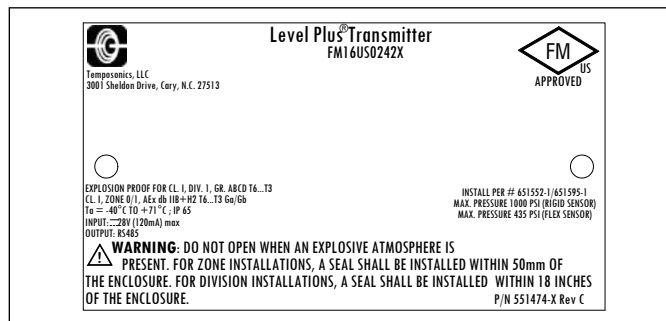 Level Plus® Transmitter
FM16US0242X
FM
US
APPROVED
Temposonics, LLC
3001 Sheldon Drive, Cary, N.C. 27513
EXPLOSION PROOF FOR CL. I, DIV. 1, GR. ABCD T6...T3
CL. I, ZONE 0/1, AEx db IIB+H2 T6...T3 Ga/Gb
Ta = -40°C TO +71°C ; IP 65
INPUT: ⎓28V (120mA) max
OUTPUT: RS485
INSTALL PER # 651552-1/651595-1
MAX. PRESSURE 1000 PSI (RIGID SENSOR)
MAX. PRESSURE 435 PSI (FLEX SENSOR)
WARNING: DO NOT OPEN WHEN AN EXPLOSIVE ATMOSPHERE IS
PRESENT. FOR ZONE INSTALLATIONS, A SEAL SHALL BE INSTALLED WITHIN 50mm OF
THE ENCLOSURE. FOR DIVISION INSTALLATIONS, A SEAL SHALL BE INSTALLED WITHIN 18 INCHES
OF THE ENCLOSURE.
P/N 551474-X Rev C